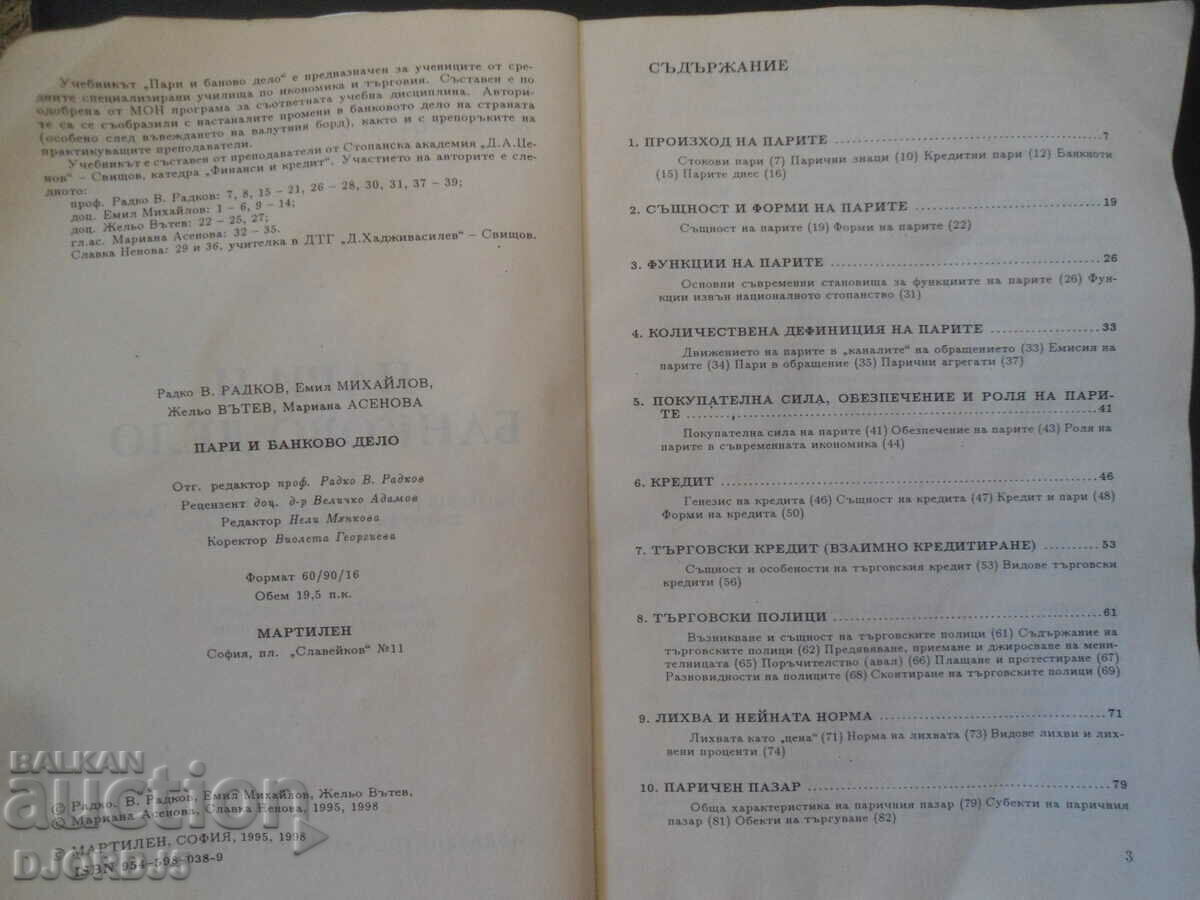 Учебникът „Пари и баново дело“ е предназначен за учениците от сре-
дните специализирани училища по икономика и търговия. Съставен е по
одобрена от МОН програма за съответната учебна дисциплина. Автори-
те са се съобразили с настаналите промени в банковото дело на страната
(особено след въвеждането на валутния борд), както и с препоръките на
практикуващите преподаватели.
Учебникът е съставен от преподаватели от Стопанска академия „Д.А.Це-
мов“ – Свищов, катедра „Финанси и кредит“. Участието на авторите е сле-
дното:
проф. Радко В. Радков: 7, 8, 15 – 21, 26 – 28, 30, 31, 37 – 39;
доц. Емил Михайлов: 1 – 6, 9 – 14;
доц. Жельо Вътев: 22 – 25, 27;
гл.ас. Мариана Асенова: 32 – 35.
Славка Ненова: 29 и 36, учителка в ДТГ „Д.Хадживасилев“ – Свищов.
Радко В. РАДКОВ, Емил МИХАЙЛОВ,
Жельо ВЪТЕВ, Мариана АСЕНОВА
ПАРИ И БАНКОВО ДЕЛО
Отг. редактор проф. Радко В. Радков
Рецензент доц. д-р Величко Адамов
Редактор Нели Мянкова
Коректор Виолета Георгиева
Формат 60/90/16
Обем 19,5 п.к.
МАРТИЛЕН
София, пл. „Славейков“ №11
© Радко. В. Радков, Емил Михайлов, Жельо Вътев,
© Мариана Асенова, Славка Ненова, 1995, 1998
© МАРТИЛЕН, СОФИЯ, 1995, 1998
ISBN 954-598-038-9
BALKAN
auction
DJORDJ5
СЪДЪРЖАНИЕ
1. ПРОИЗХОД НА ПАРИТЕ 7
Стокови пари (7) Парични знаци (10) Кредитни пари (12) Банкноти
(15) Парите днес (16)
2. СЪЩНОСТ И ФОРМИ НА ПАРИТЕ 19
Същност на парите (19) Форми на парите (22)
3. ФУНКЦИИ НА ПАРИТЕ 26
Основни съвременни становища за функциите на парите (26) Фун-
кции извън националното стопанство (31)
4. КОЛИЧЕСТВЕНА ДЕФИНИЦИЯ НА ПАРИТЕ 33
Движението на парите в „каналите“ на обращението (33) Емисия на
парите (34) Пари в обращение (35) Парични агрегати (37)
5. ПОКУПАТЕЛНА СИЛА, ОБЕЗПЕЧЕНИЕ И РОЛЯ НА ПАРИ-
ТЕ 41
Покупателна сила на парите (41) Обезпечение на парите (43) Роля на
парите в съвременната икономика (44)
6. КРЕДИТ 46
Генезис на кредита (46) Същност на кредита (47) Кредит и пари (48)
Форми на кредита (50)
7. ТЪРГОВСКИ КРЕДИТ (ВЗАИМНО КРЕДИТИРАНЕ) 53
Същност и особености на търговския кредит (53) Видове търговски
кредити (56)
8. ТЪРГОВСКИ ПОЛИЦИ 61
Възникване и същност на търговските полици (61) Съдържание на
търговските полици (62) Предявяване, приемане и джиросване на мени-
телницата (65) Поръчителство (авал) (66) Плащане и протестиране (67)
Разновидности на полиците (68) Сконтиране на търговските полици (69)
9. ЛИХВА И НЕЙНАТА НОРМА 71
Лихвата като „цена“ (71) Норма на лихвата (73) Видове лихви и лих-
вени проценти (74)
10. ПАРИЧЕН ПАЗАР 79
Обща характеристика на паричния пазар (79) Субекти на паричния
пазар (81) Обекти на търгуване (82)
3